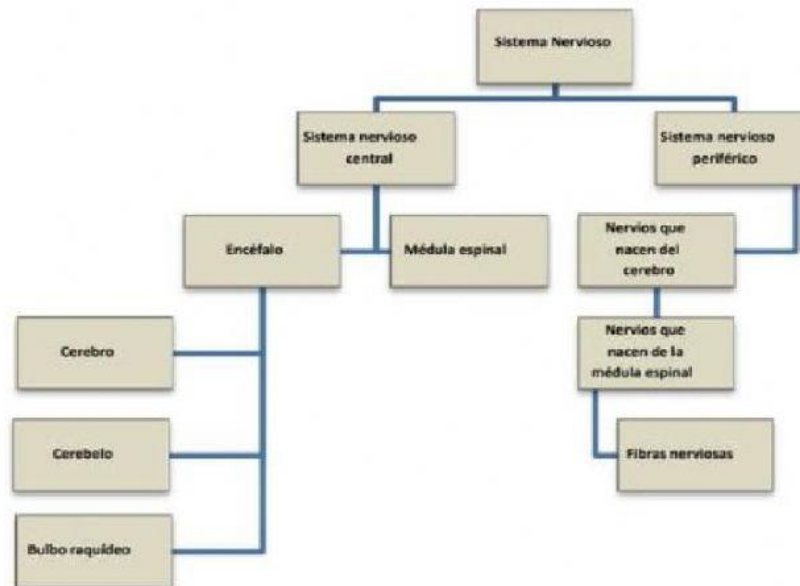 Sistema Nervioso
Sistema nervioso
central
Sistema nervioso
periférico
Encéfalo
Médula espinal
Nervios que
nacen del
cerebro
Cerebro
Nervios que
nacen de la
médula espinal
Cerebelo
Fibras nerviosas
Bulbo raquídeo